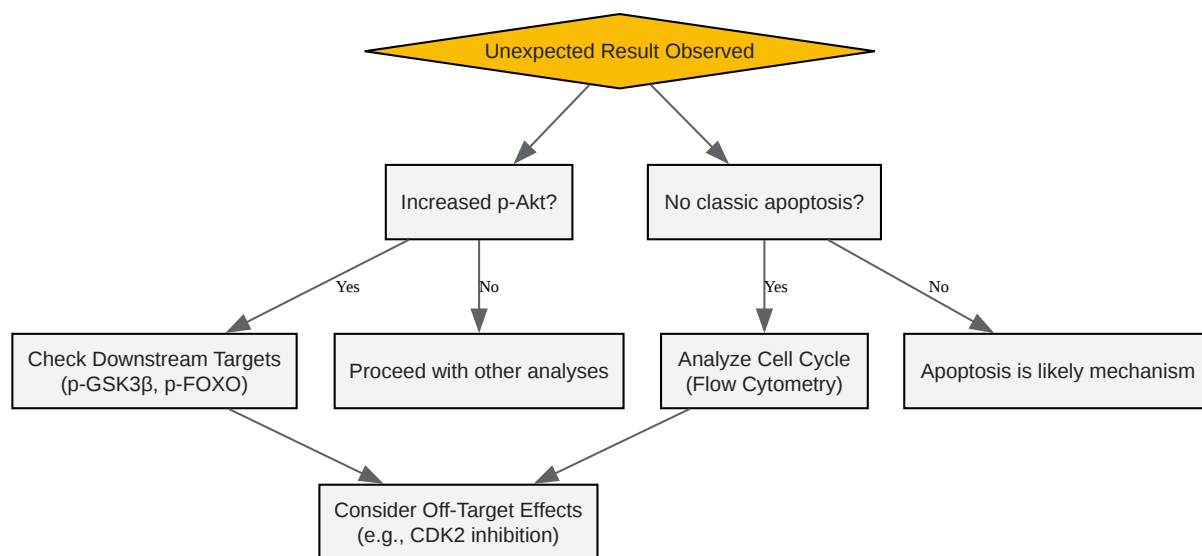 Unexpected Result Observed
Increased p-Akt?
No classic apoptosis?
Yes
No
Yes
No
Check Downstream Targets
(p-GSK3β, p-FOXO)
Proceed with other analyses
Analyze Cell Cycle
(Flow Cytometry)
Apoptosis is likely mechanism
Consider Off-Target Effects
(e.g., CDK2 inhibition)